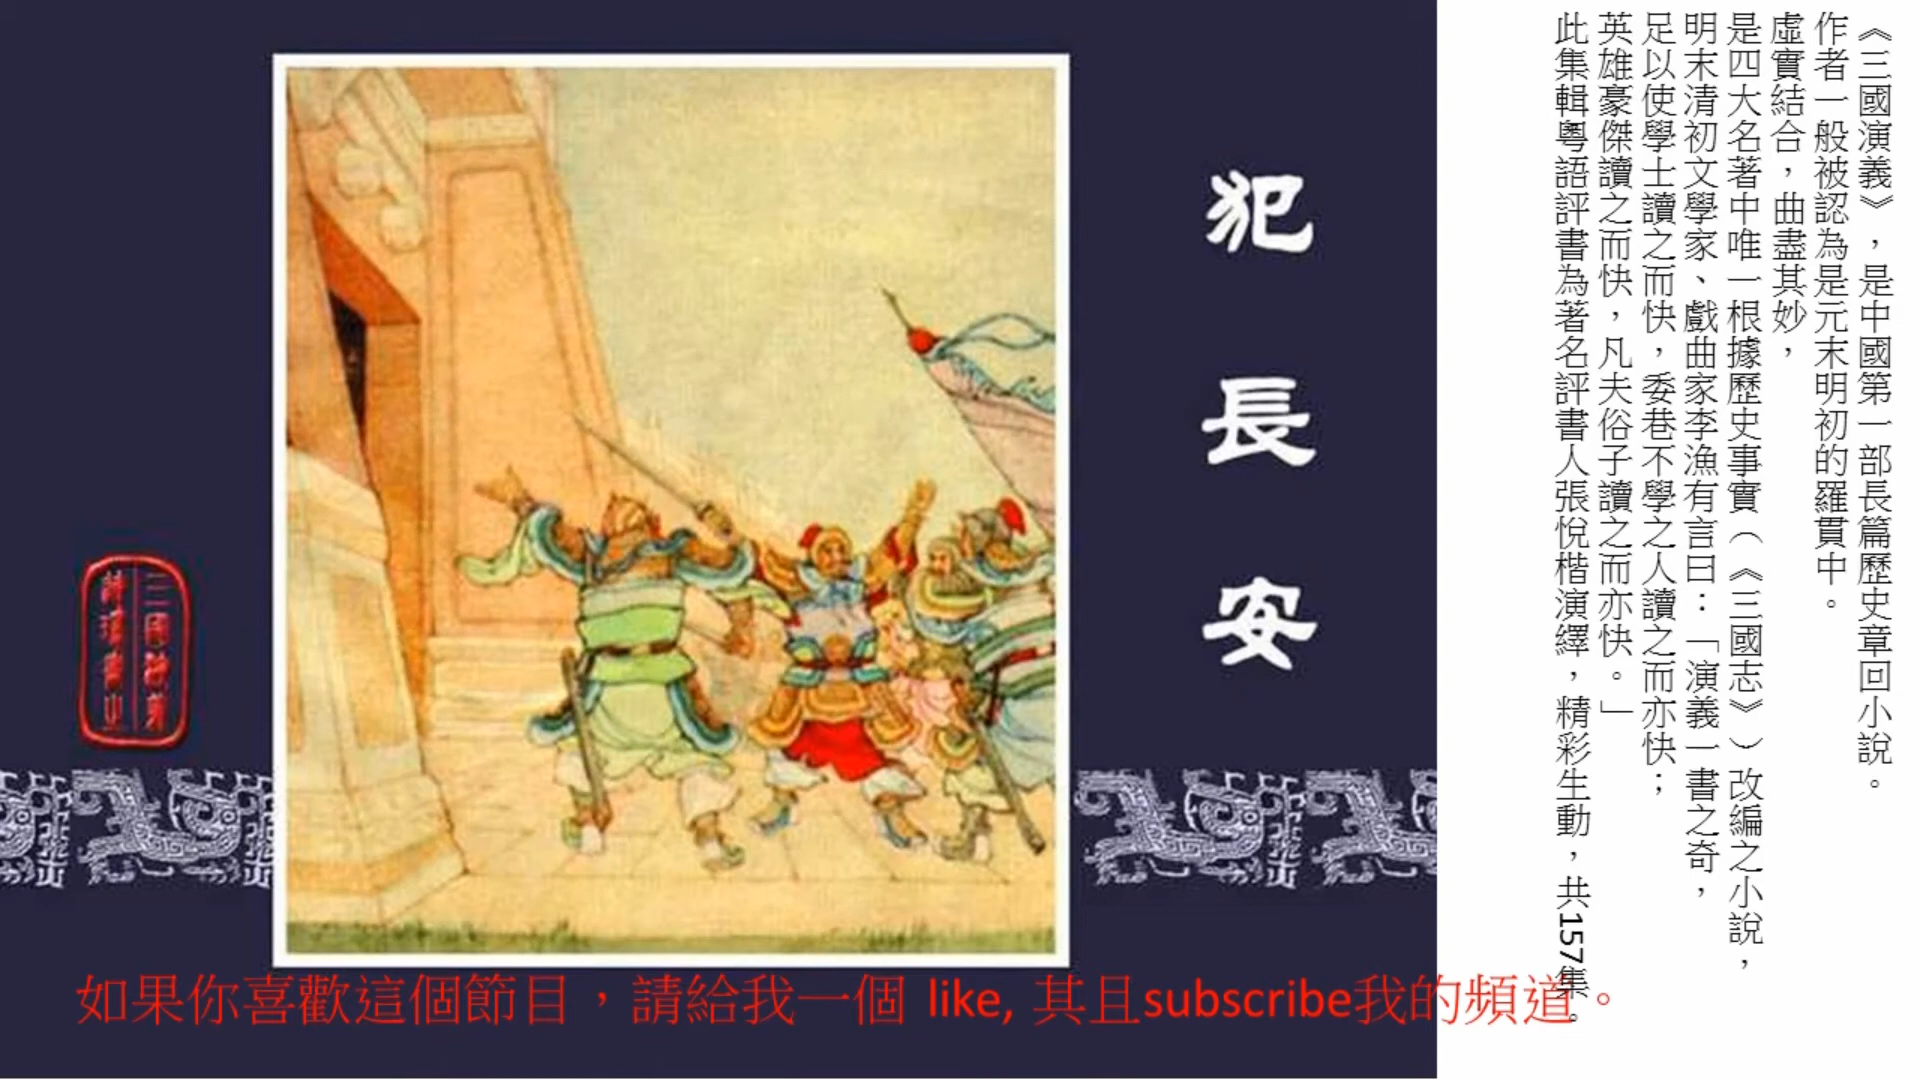 《三國演義》，是中國第一部長篇歷史章回小說。
作者一般被認為是元末明初的羅貫中。
虛實結合，曲盡其妙，
是四大名著中唯一根據歷史事實（《三國志》）改編之小說，
明末清初文學家、戲曲家李漁有言曰：「演義一書之奇，
足以使學士讀之而快，委巷不學之人讀之而亦快；
英雄豪傑讀之而快，凡夫俗子讀之而亦快。」
此集輯粵語評書為著名評書人張悅楷演繹，精彩生動，共157集。
犯長安
如果你喜歡這個節目，請給我一個 like, 其且subscribe我的頻道。